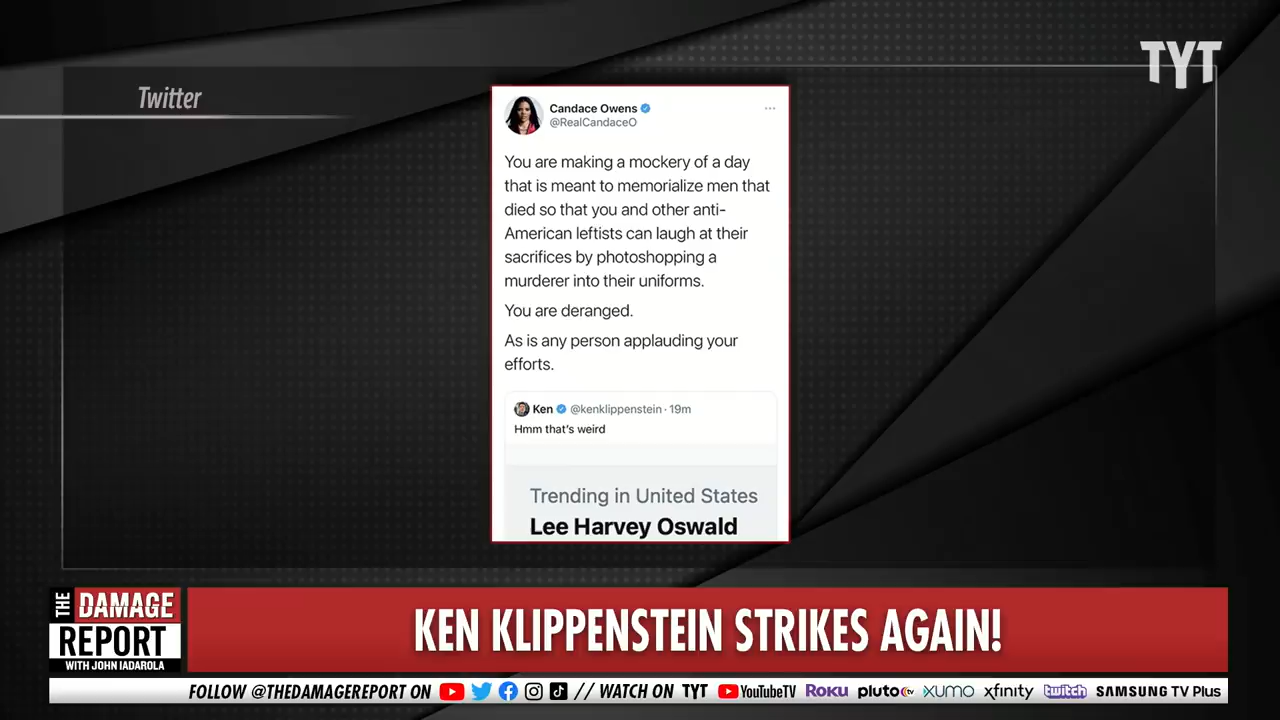 TYT
Twitter
Candace Owens
@RealCandaceO
You are making a mockery of a day
that is meant to memorialize men that
died so that you and other anti-
American leftists can laugh at their
sacrifices by photoshopping a
murderer into their uniforms.
You are deranged.
As is any person applauding your
efforts.
Ken @kenklippenstein · 19m
Hmm that's weird
Trending in United States
Lee Harvey Oswald
THE DAMAGE
REPORT
WITH JOHN IADAROLA
KEN KLIPPENSTEIN STRIKES AGAIN!
FOLLOW @THEDAMAGEREPORT ON // WATCH ON TYT YouTubeTV Roku pluto tv xumo xfinity twitch SAMSUNG TV Plus